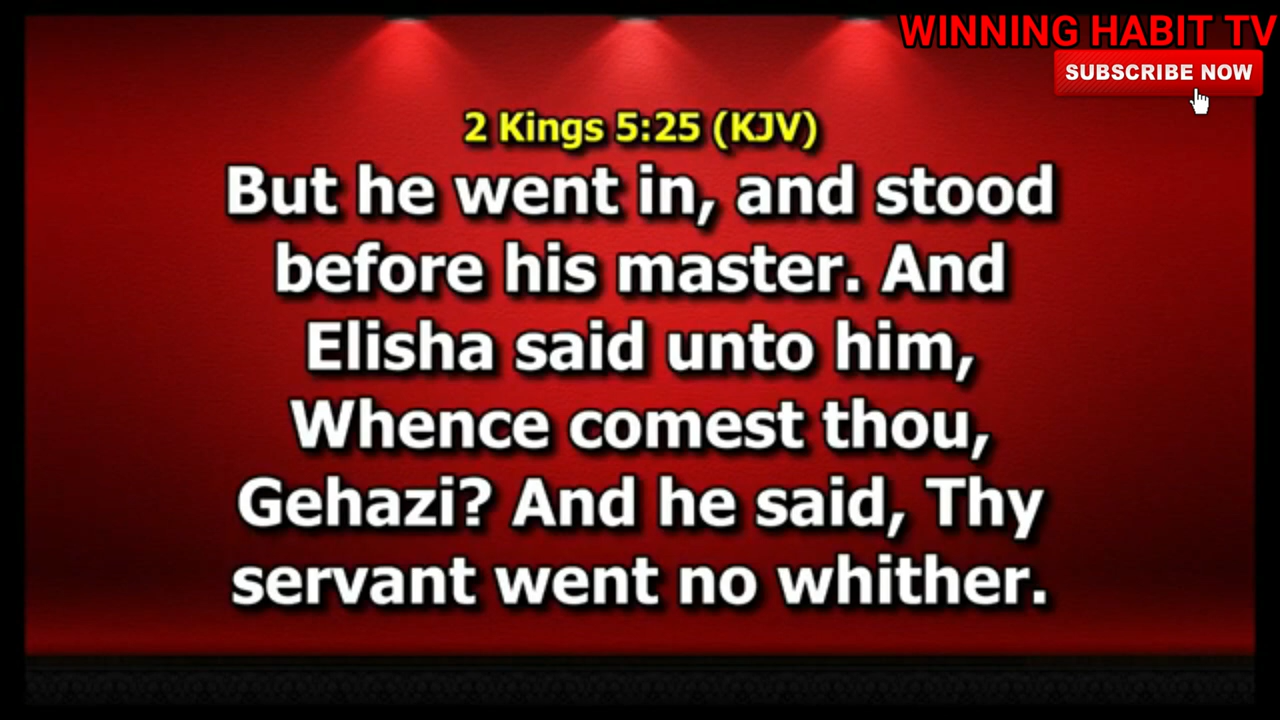 WINNING HABIT TV
SUBSCRIBE NOW
2 Kings 5:25 (KJV)
But he went in, and stood
before his master. And
Elisha said unto him,
Whence comest thou,
Gehazi? And he said, Thy
servant went no whither.